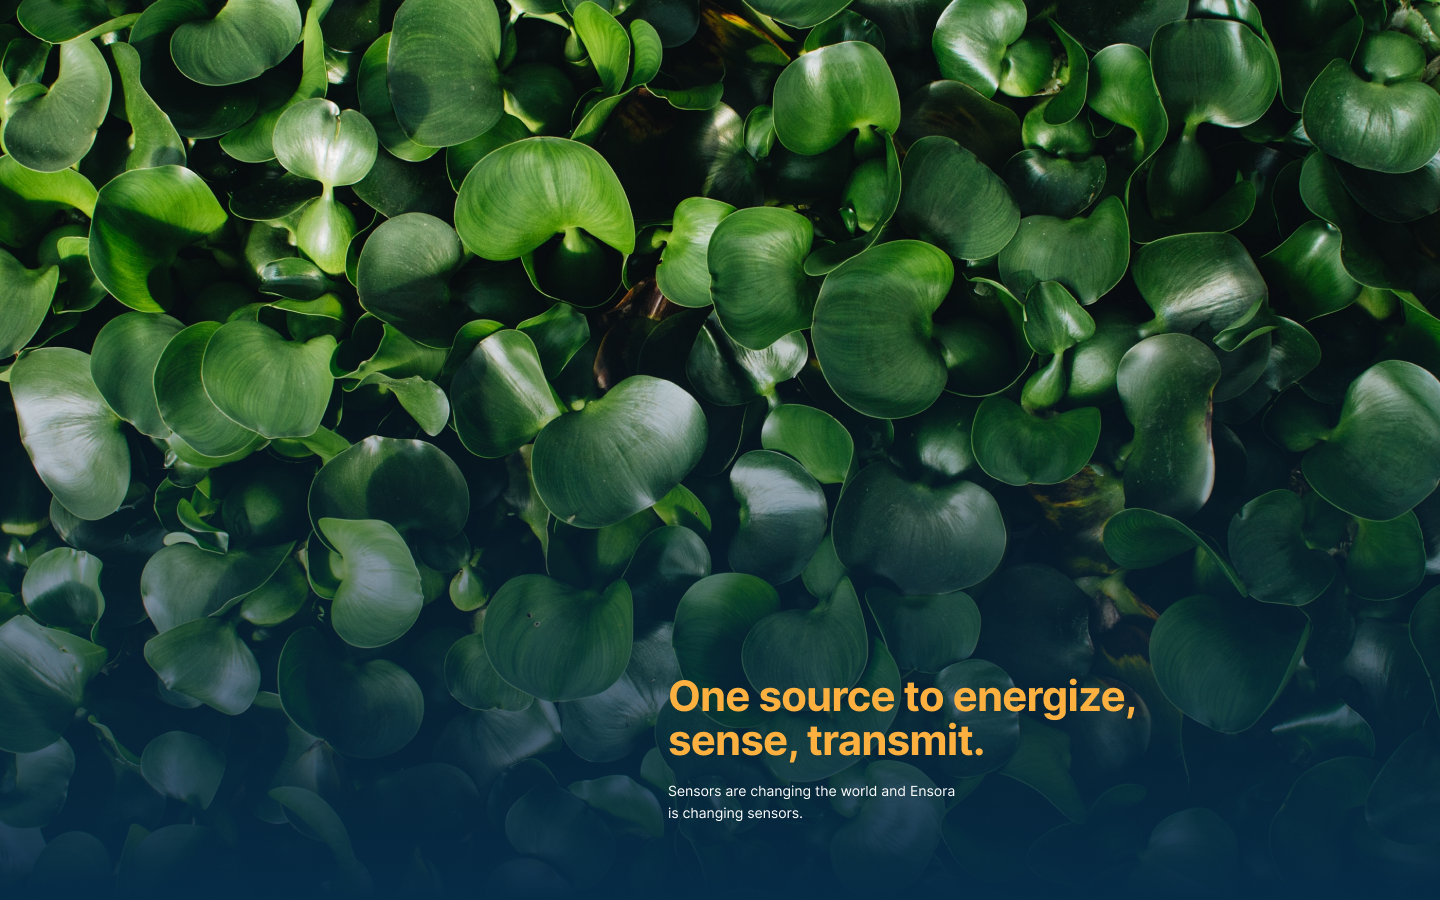 One source to energize,
sense, transmit.
Sensors are changing the world and Ensora
is changing sensors.